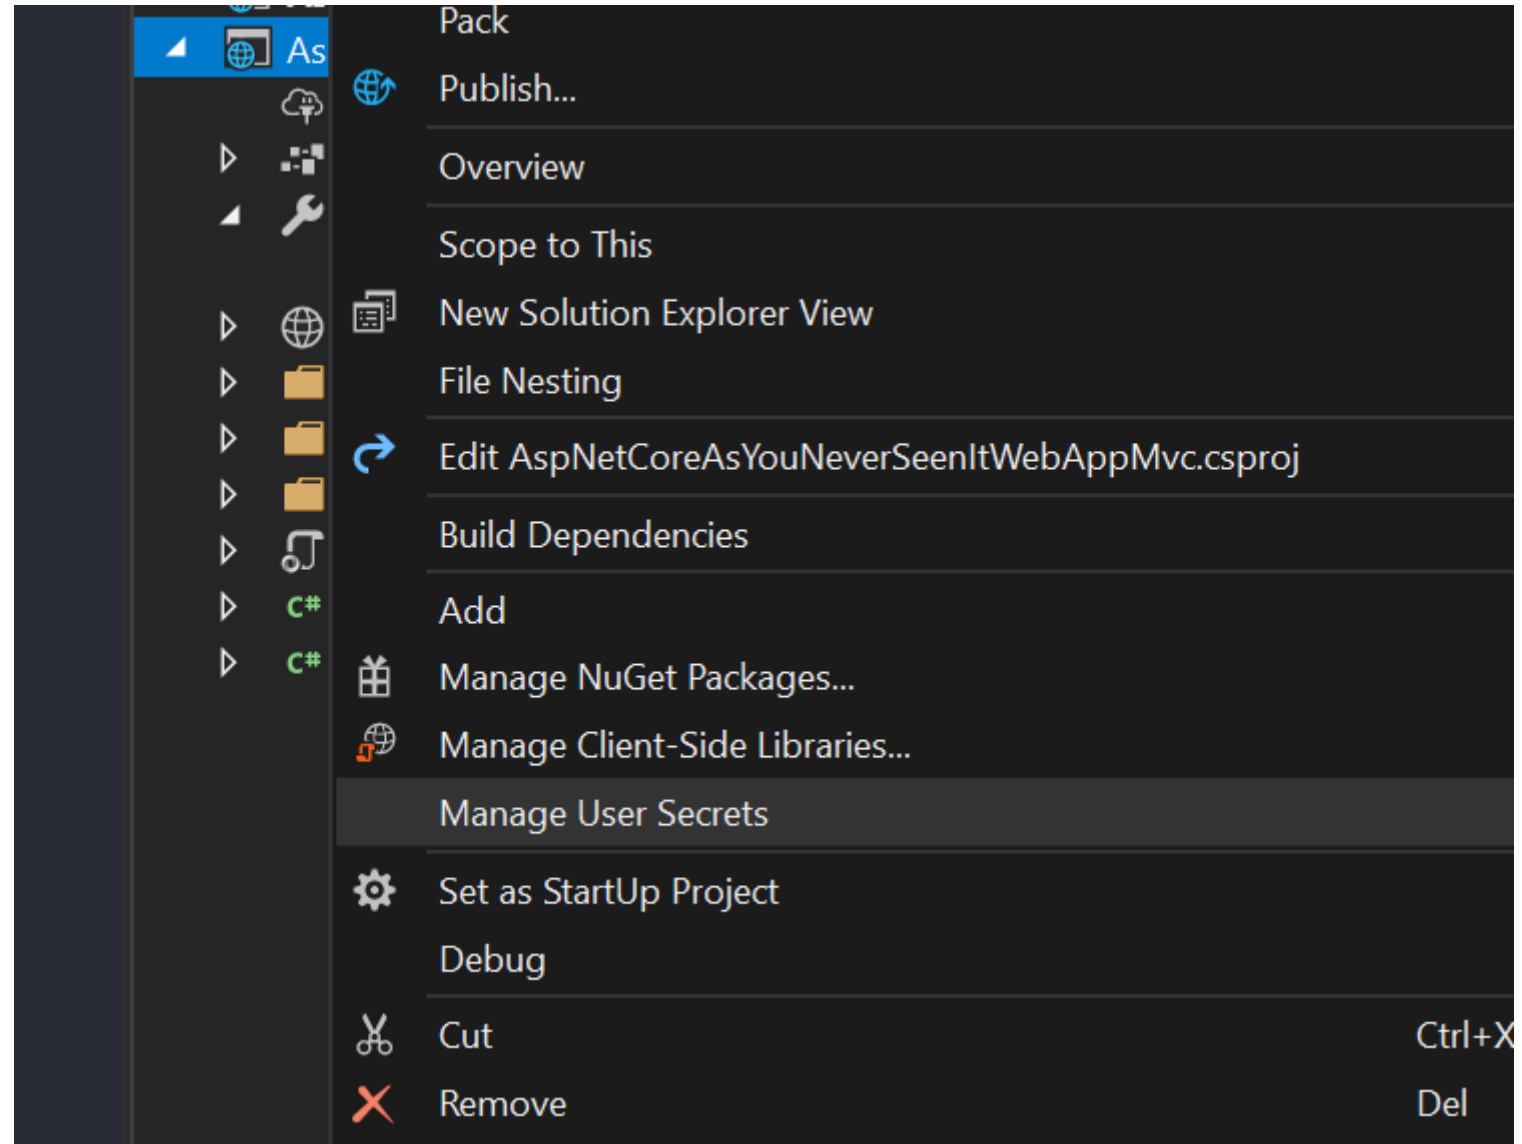 Pack
As
Publish...
Overview
Scope to This
New Solution Explorer View
File Nesting
Edit AspNetCoreAsYouNeverSeenItWebAppMvc.csproj
Build Dependencies
Add
C#
Manage NuGet Packages...
C#
Manage Client-Side Libraries...
Manage User Secrets
Set as StartUp Project
Debug
Cut Ctrl+X
Remove Del